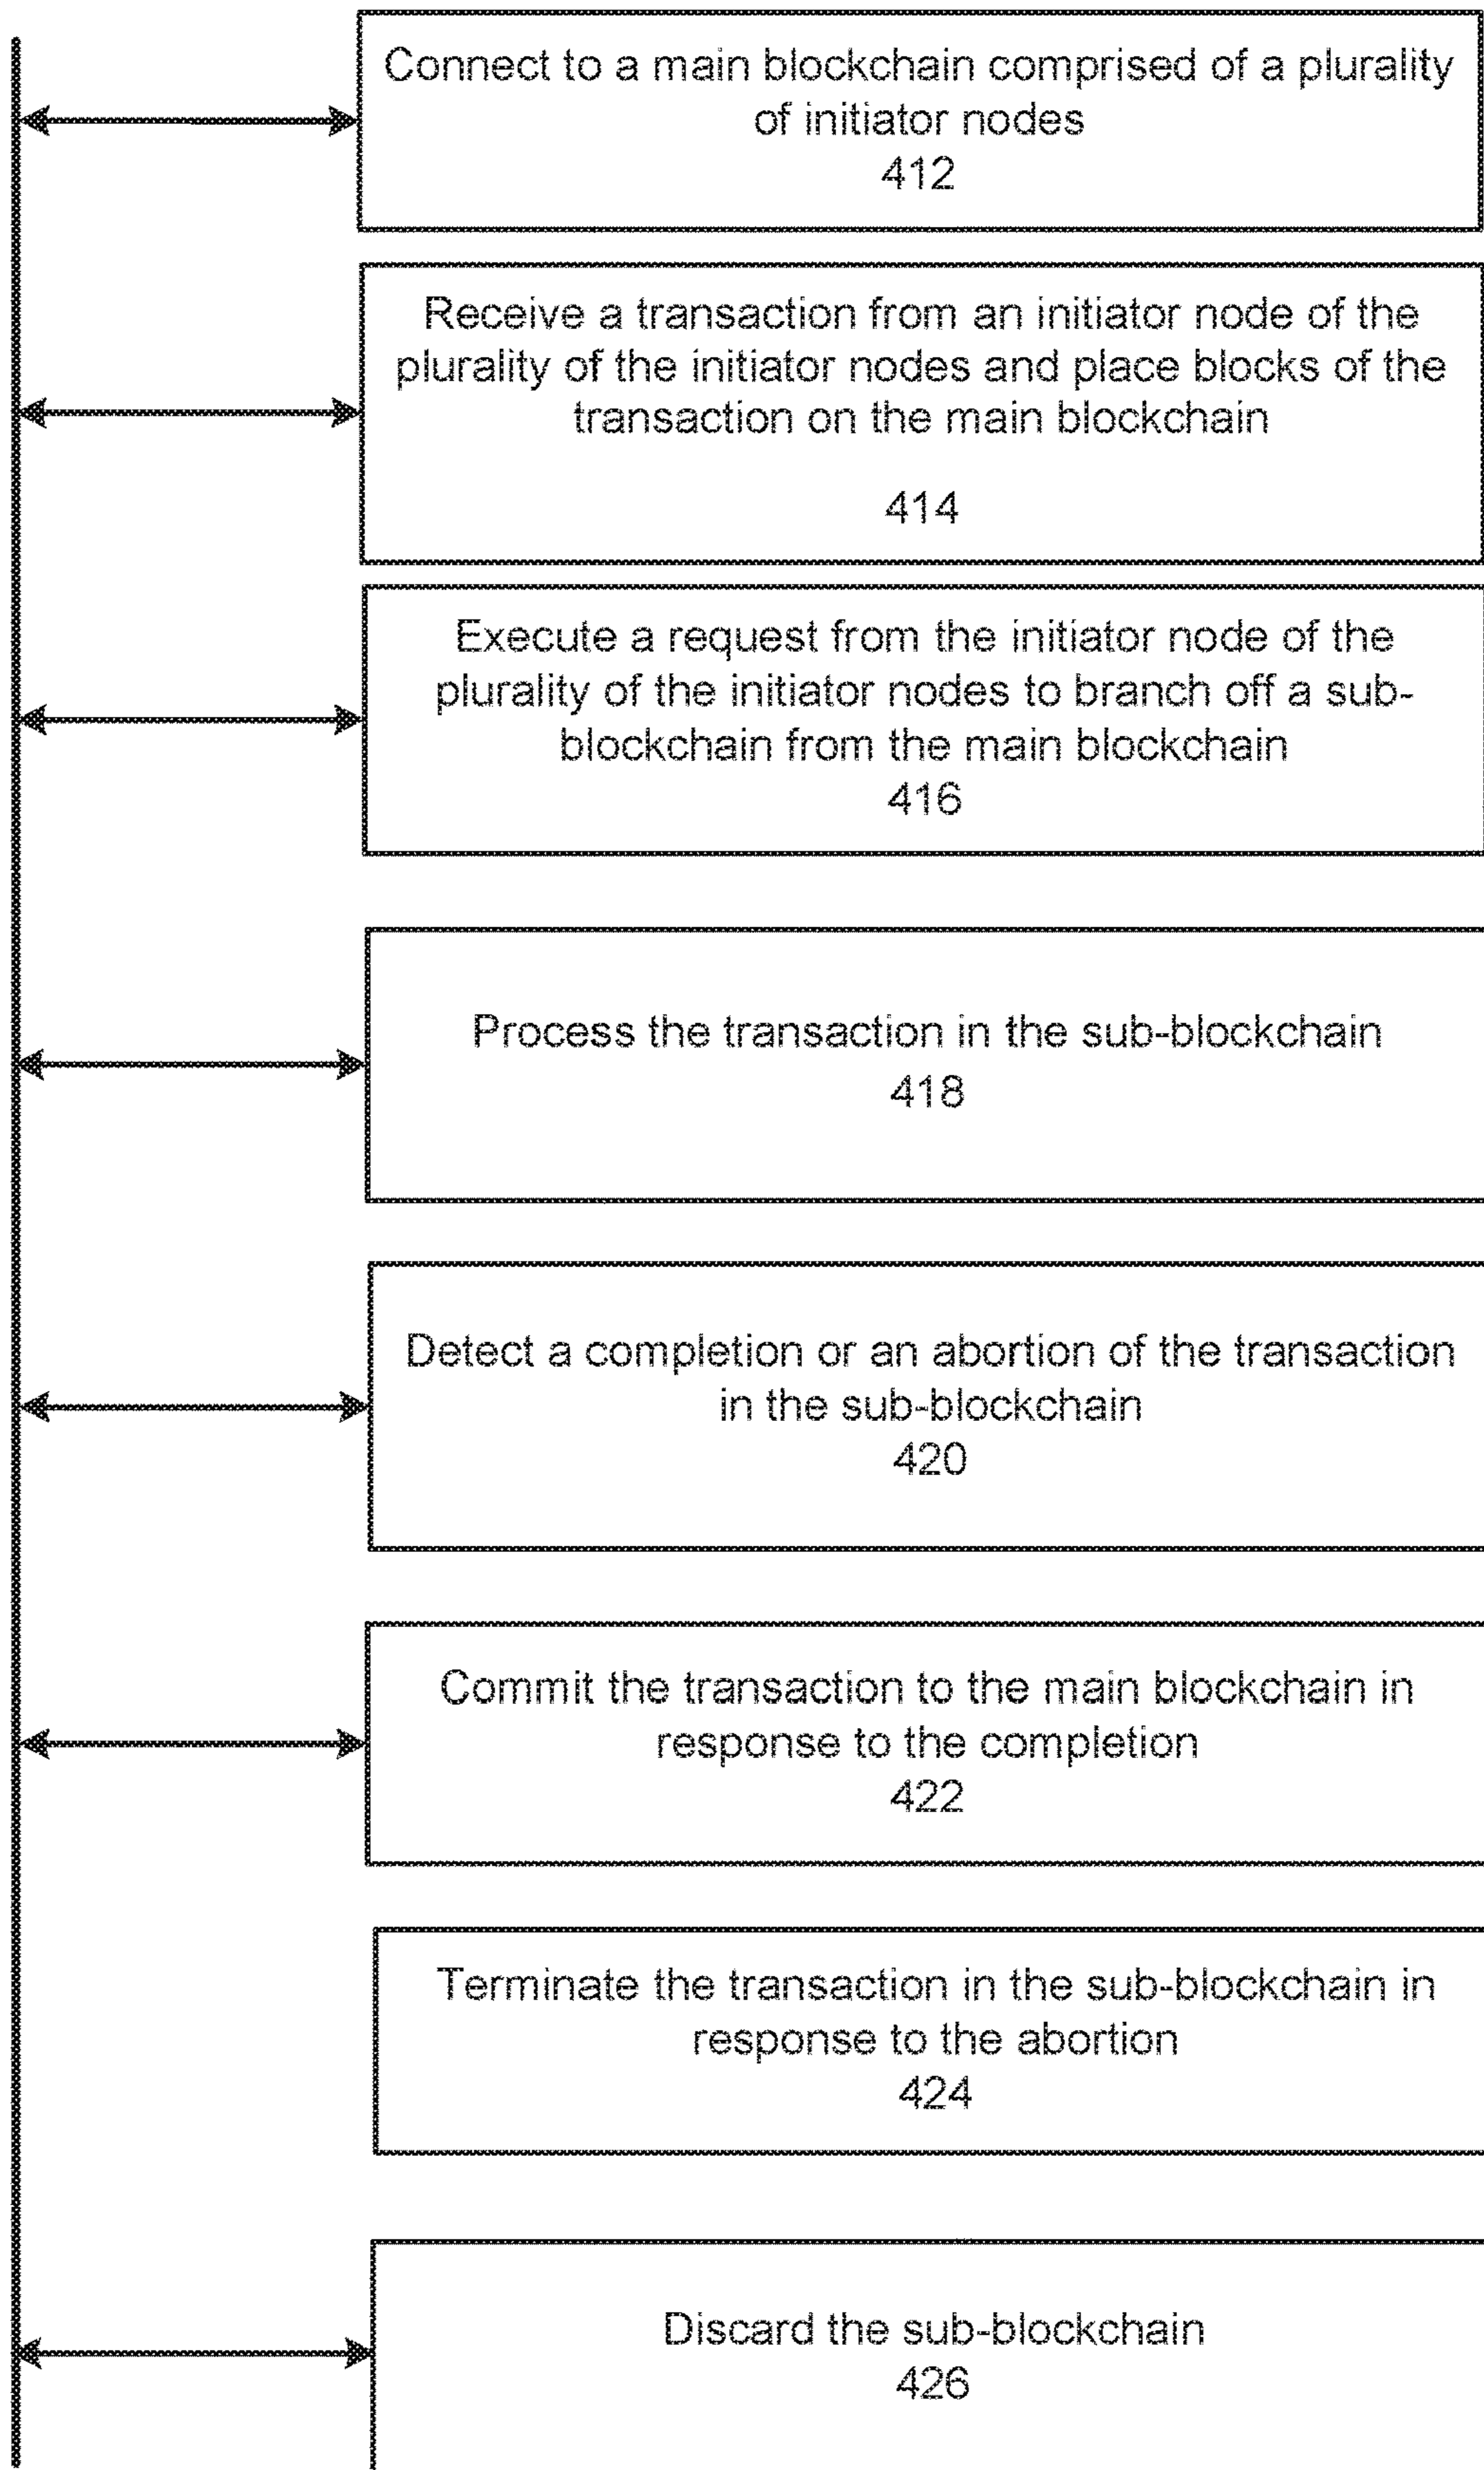 Connect to a main blockchain comprised of a plurality
of initiator nodes
412
Receive a transaction from an initiator node of the
plurality of the initiator nodes and place blocks of the
transaction on the main blockchain
414
Execute a request from the initiator node of the
plurality of the initiator nodes to branch off a sub-
blockchain from the main blockchain
416
Process the transaction in the sub-blockchain
418
Detect a completion or an abortion of the transaction
in the sub-blockchain
420
Commit the transaction to the main blockchain in
response to the completion
422
Terminate the transaction in the sub-blockchain in
response to the abortion
424
Discard the sub-blockchain
426